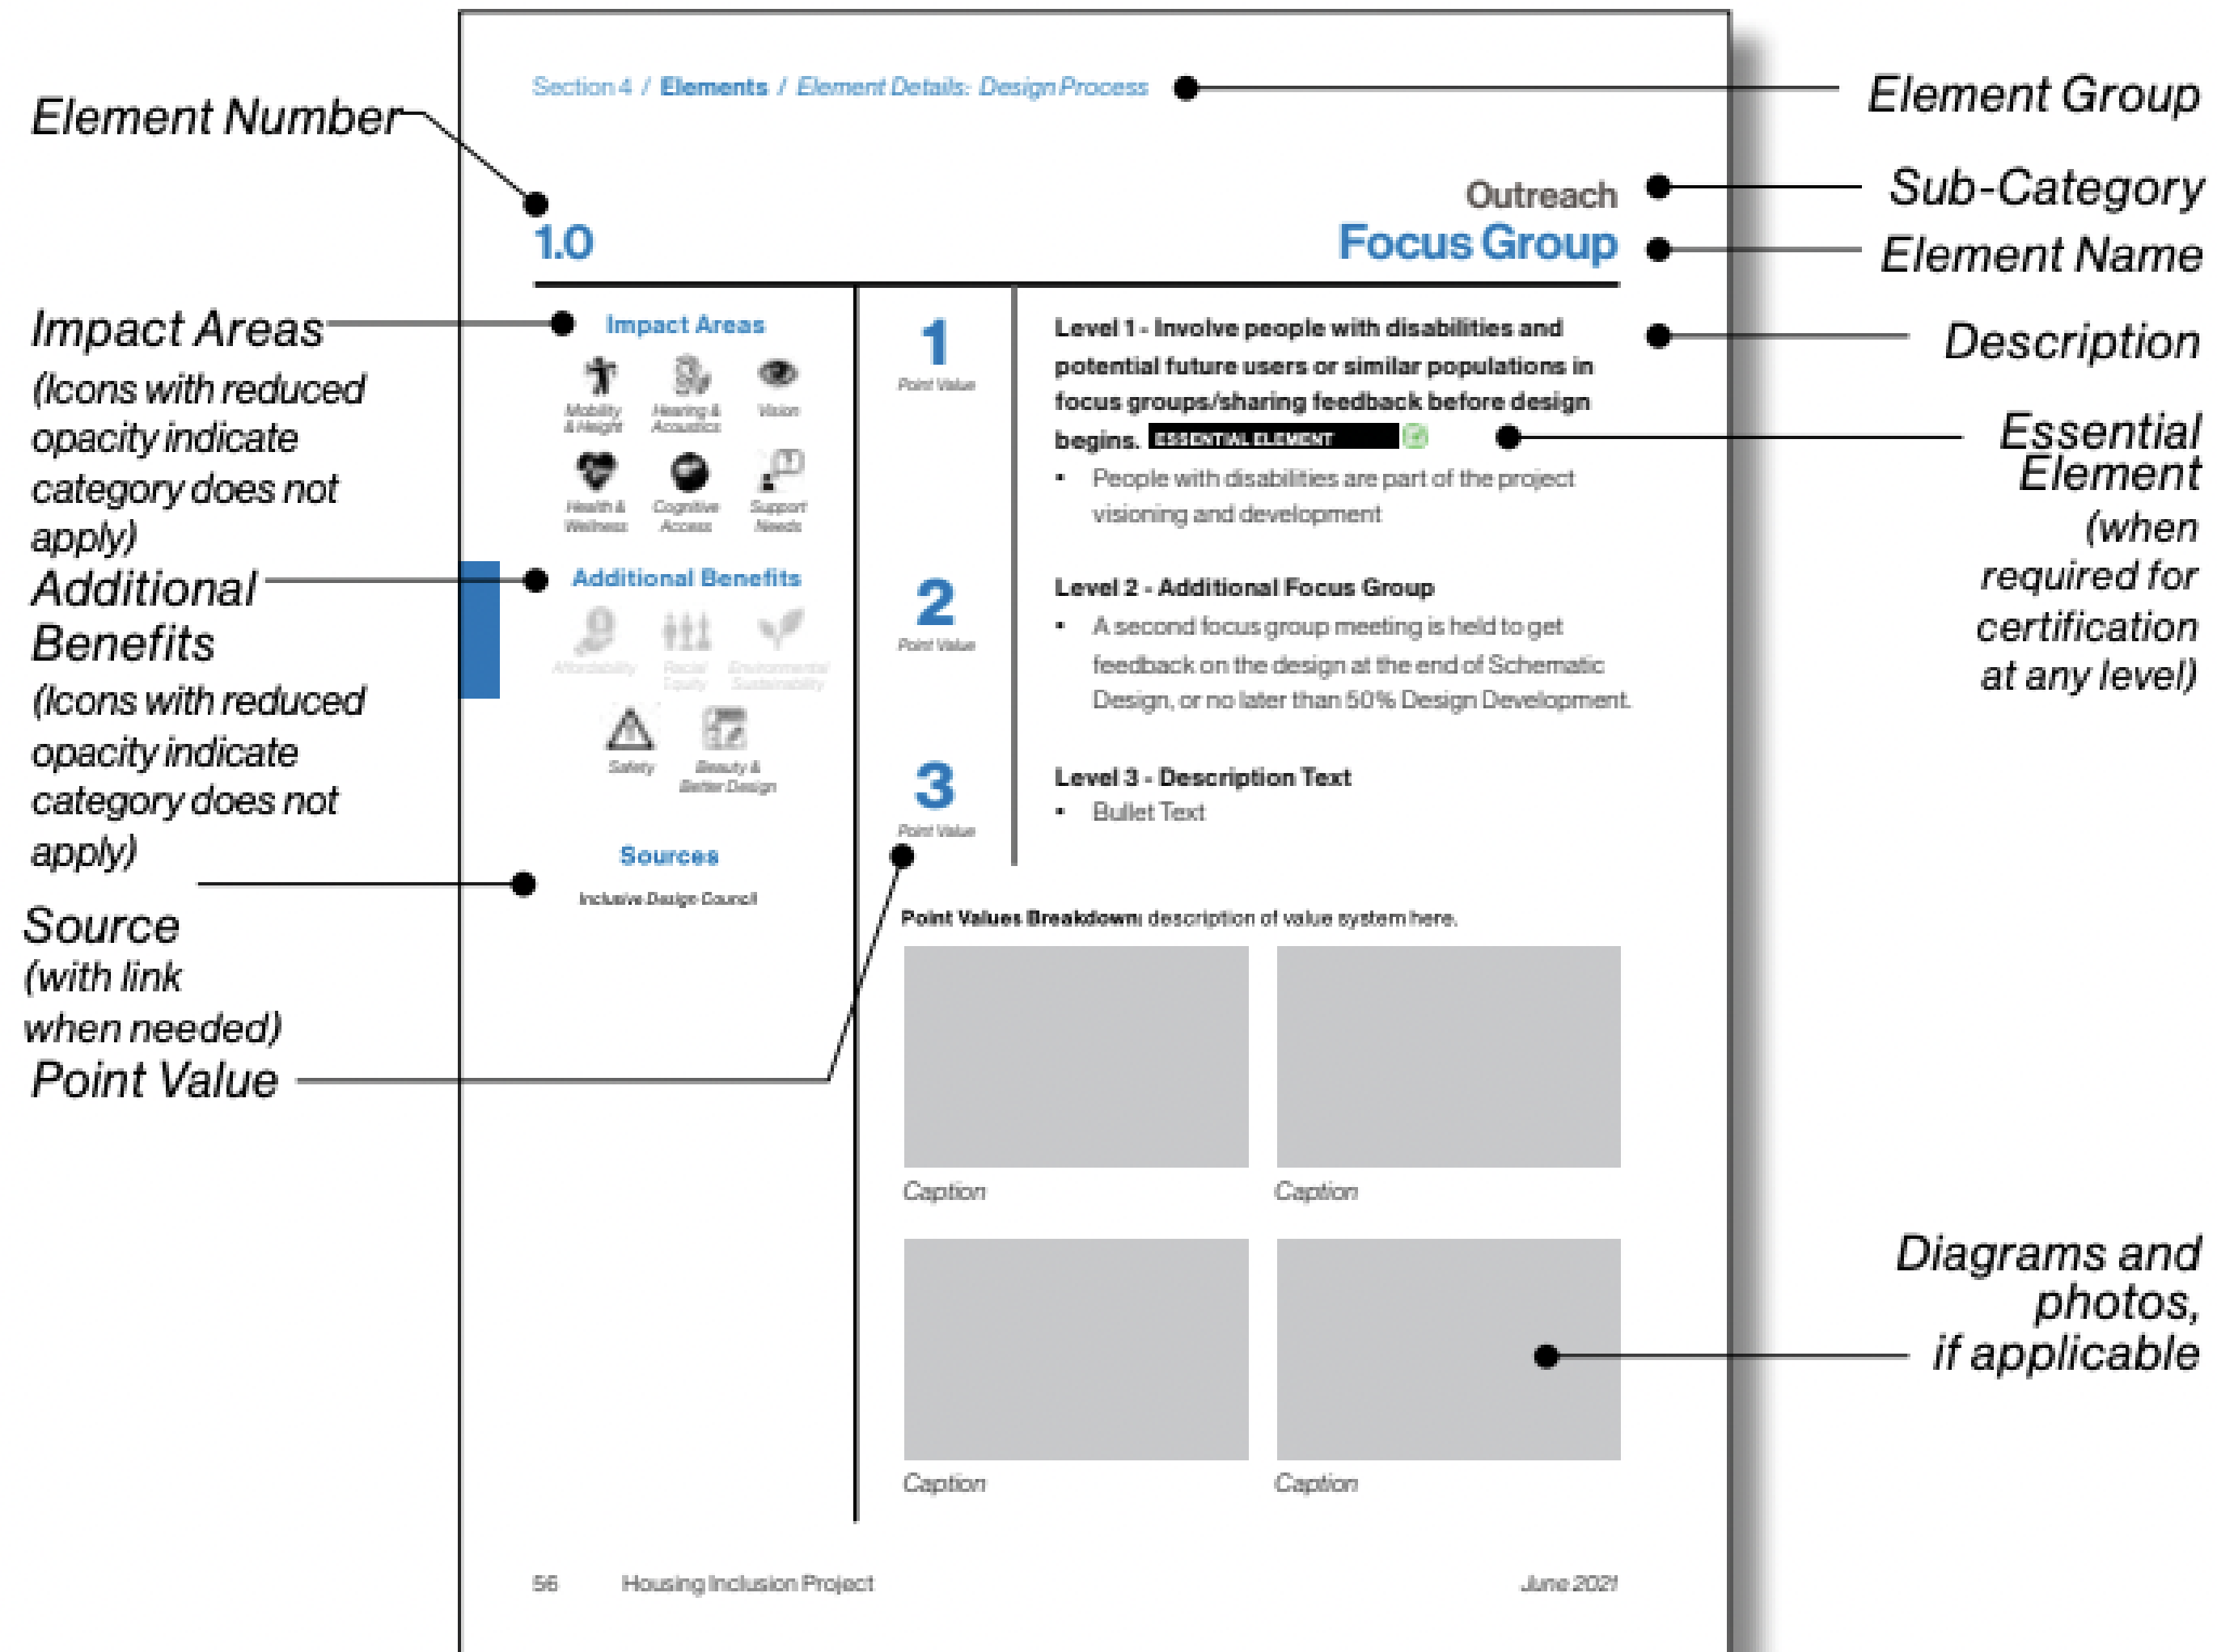 Section 4 / Elements / Element Details: Design Process
Element Group
Element Number
Outreach
Sub-Category
1.0
Focus Group
Element Name
Impact Areas
(Icons with reduced
opacity indicate
category does not
apply)
Additional
Benefits
(Icons with reduced
opacity indicate
category does not
apply)
Source
(with link
when needed)
Point Value
Impact Areas
Mobility
& Height
Hearing &
Acoustics
Vision
Health &
Wellness
Cognitive
Access
Support
Needs
Additional Benefits
Affordability
Racial
Equity
Environmental
Sustainability
Safety
Beauty &
Better Design
Sources
Inclusive Design Council
1
Point Value
Level 1 - Involve people with disabilities and
potential future users or similar populations in
focus groups/sharing feedback before design
begins. ESSENTIAL ELEMENT
• People with disabilities are part of the project
visioning and development
2
Point Value
Level 2 - Additional Focus Group
• A second focus group meeting is held to get
feedback on the design at the end of Schematic
Design, or no later than 50% Design Development.
3
Point Value
Level 3 - Description Text
• Bullet Text
Point Values Breakdown: description of value system here.
Caption
Caption
Caption
Caption
Description
Essential
Element
(when
required for
certification
at any level)
Diagrams and
photos,
if applicable
56 Housing Inclusion Project
June 2021